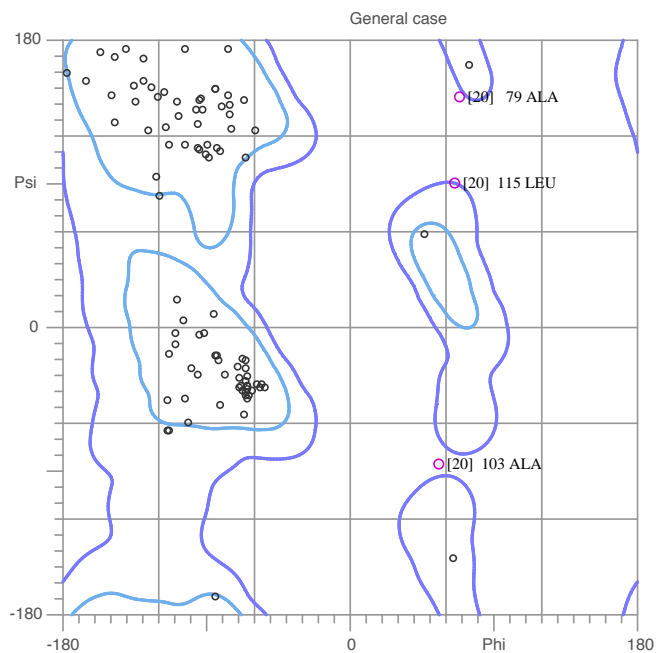 General case
180
[20] 79 ALA
Psi
[20] 115 LEU
0
[20] 103 ALA
-180
-180
0
Phi
180